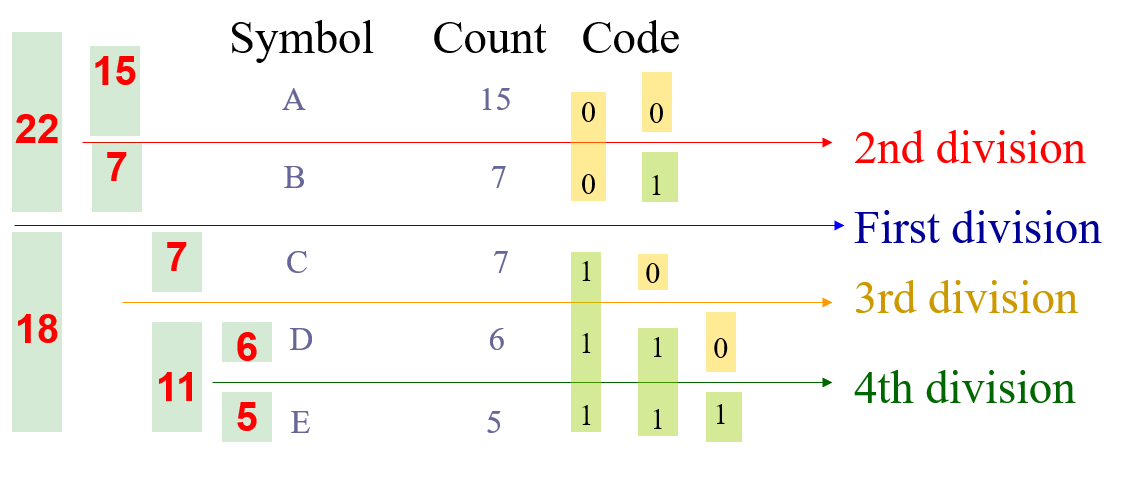 Symbol Count Code
15 A 15 0 0
22
2nd division
7 B 7 0 1
First division
7 C 7 1 0
3rd division
18
6 D 6 1 1 0
11
4th division
5 E 5 1 1 1